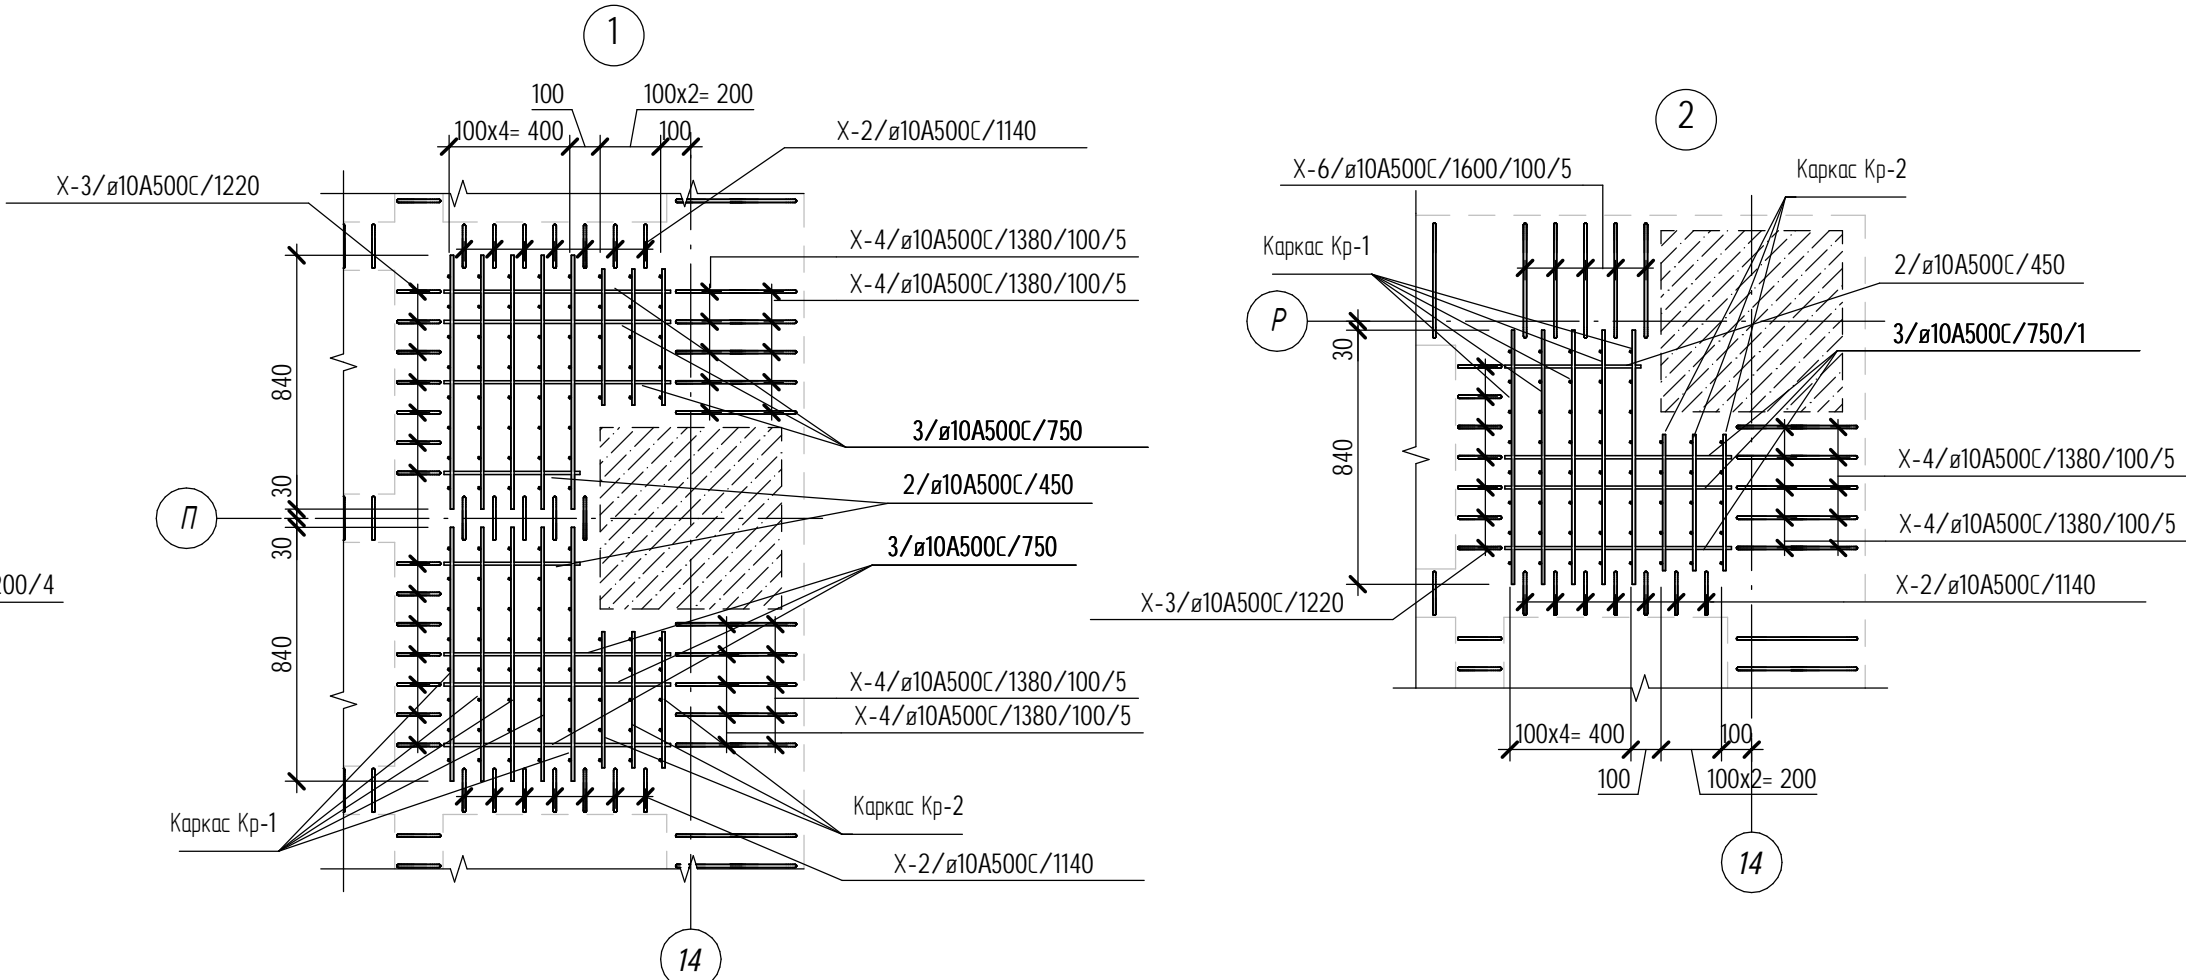 1
100
100x2= 200
100x4= 400
100
X-2/ø10A500C/1140
X-3/ø10A500C/1220
X-4/ø10A500C/1380/100/5
X-4/ø10A500C/1380/100/5
840
3/ø10A500C/750
30
2/ø10A500C/450
П
30
3/ø10A500C/750
200/4
840
X-4/ø10A500C/1380/100/5
X-4/ø10A500C/1380/100/5
Каркас Кр-1
Каркас Кр-2
X-2/ø10A500C/1140
14
2
X-6/ø10A500C/1600/100/5
Каркас Кр-2
Каркас Кр-1
2/ø10A500C/450
Р
30
3/ø10A500C/750/1
840
X-4/ø10A500C/1380/100/5
X-4/ø10A500C/1380/100/5
X-3/ø10A500C/1220
X-2/ø10A500C/1140
100x4= 400
100
100
100x2= 200
14